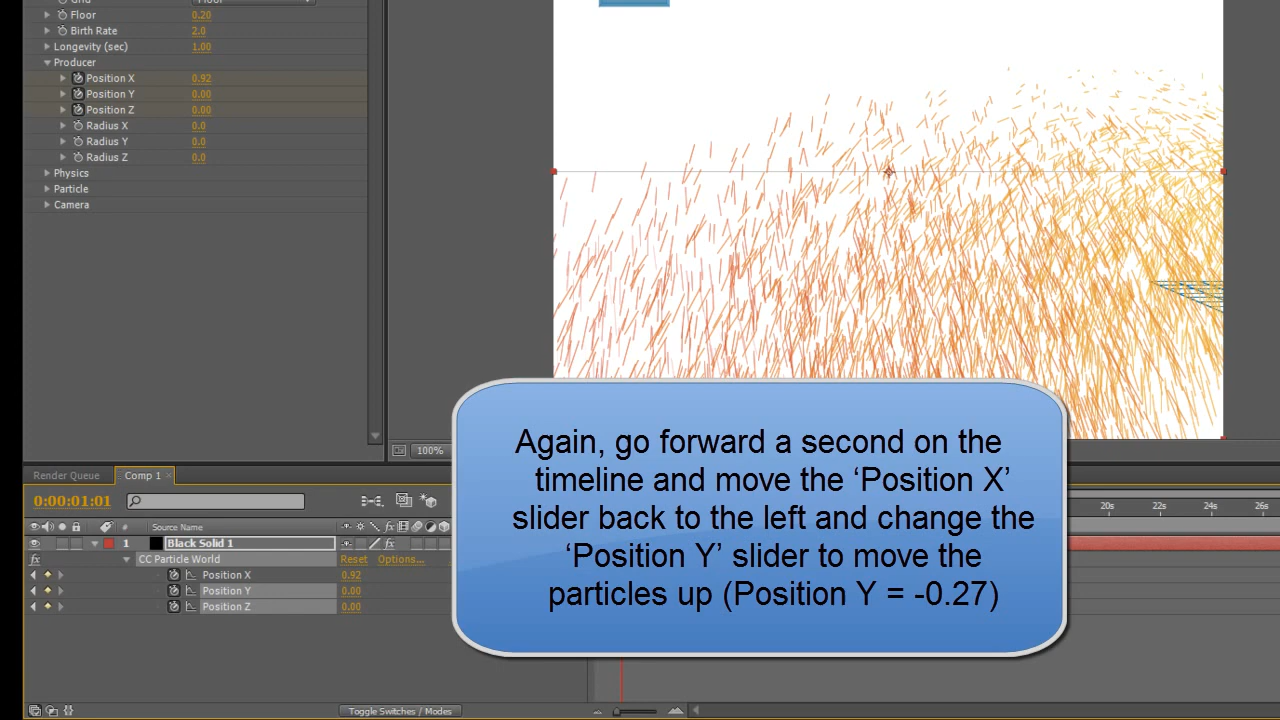 Floor 0.20
Birth Rate 2.0
Longevity (sec) 1.00
Producer
Position X 0.92
Position Y 0.00
Position Z 0.00
Radius X 0.0
Radius Y 0.0
Radius Z 0.0
Physics
Particle
Camera
100%
Again, go forward a second on the
timeline and move the ‘Position X’
slider back to the left and change the
‘Position Y’ slider to move the
particles up (Position Y = -0.27)
Render Queue Comp 1 ×
0:00:01:01
20s 22s 24s 26s
# Source Name
1 Black Solid 1
fx CC Particle World Reset Options...
Position X 0.92
Position Y 0.00
Position Z 0.00
Toggle Switches / Modes